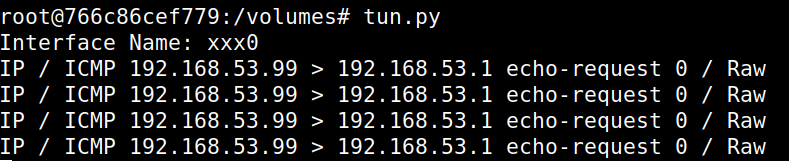 root@766c86cef779:/volumes# tun.py
Interface Name: xxx0
IP / ICMP 192.168.53.99 > 192.168.53.1 echo-request 0 / Raw
IP / ICMP 192.168.53.99 > 192.168.53.1 echo-request 0 / Raw
IP / ICMP 192.168.53.99 > 192.168.53.1 echo-request 0 / Raw
IP / ICMP 192.168.53.99 > 192.168.53.1 echo-request 0 / Raw